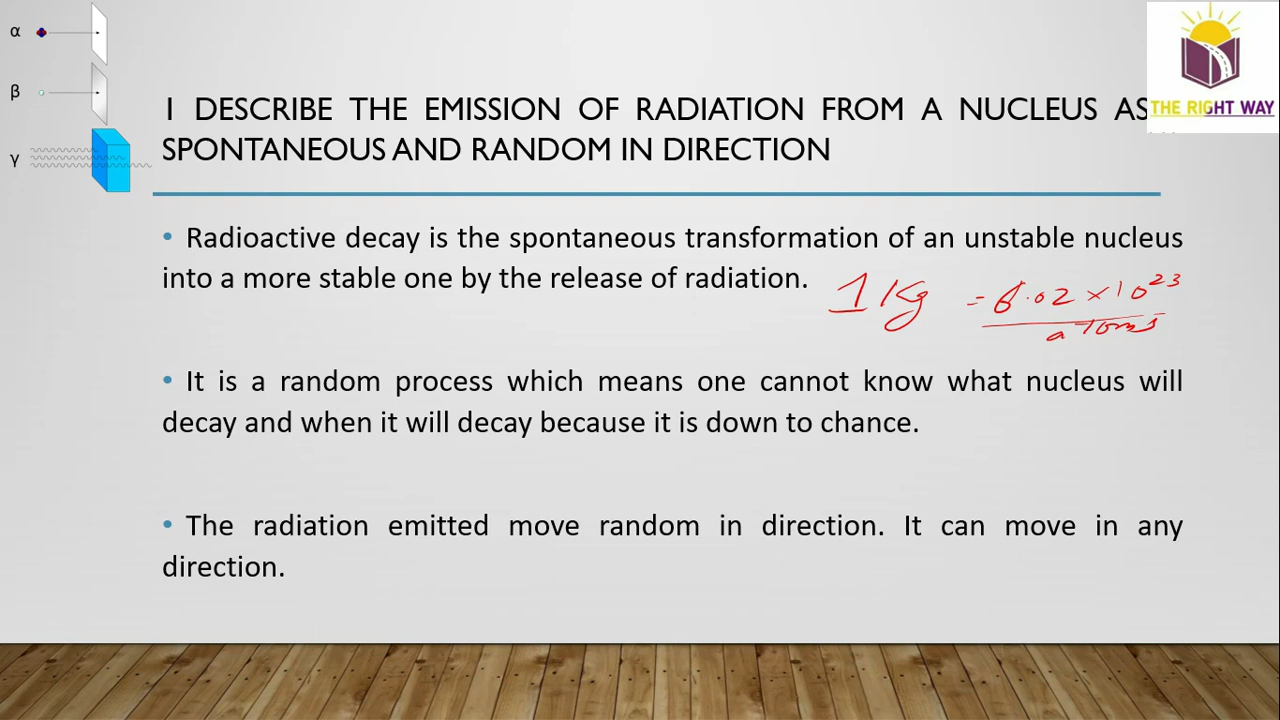 α
β
γ
THE RIGHT WAY
1 DESCRIBE THE EMISSION OF RADIATION FROM A NUCLEUS AS
SPONTANEOUS AND RANDOM IN DIRECTION
• Radioactive decay is the spontaneous transformation of an unstable nucleus
into a more stable one by the release of radiation.
1 Kg = 6.02 × 10²³
atoms
• It is a random process which means one cannot know what nucleus will
decay and when it will decay because it is down to chance.
• The radiation emitted move random in direction. It can move in any
direction.